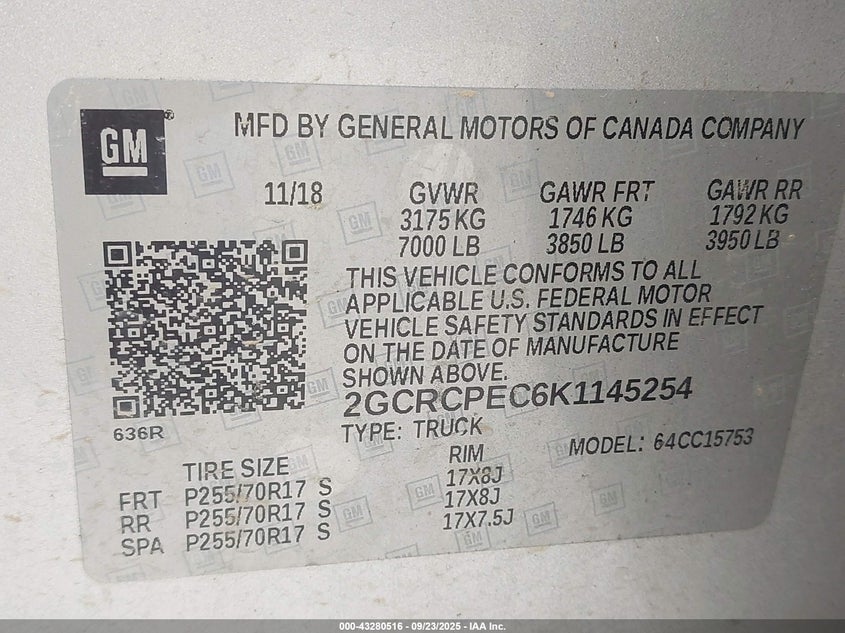 GM
MFD BY GENERAL MOTORS OF CANADA COMPANY
11/18 GVWR GAWR FRT GAWR RR
3175 KG 1746 KG 1792 KG
7000 LB 3850 LB 3950 LB
THIS VEHICLE CONFORMS TO ALL
APPLICABLE U.S. FEDERAL MOTOR
VEHICLE SAFETY STANDARDS IN EFFECT
ON THE DATE OF MANUFACTURE
SHOWN ABOVE.
2GCRCPEC6K1145254
636R
TYPE: TRUCK MODEL: 64CC15753
TIRE SIZE RIM
FRT P255/70R17 S 17X8J
RR P255/70R17 S 17X8J
SPA P255/70R17 S 17X7.5J
000-43280516 - 09/23/2025 - IAA Inc.